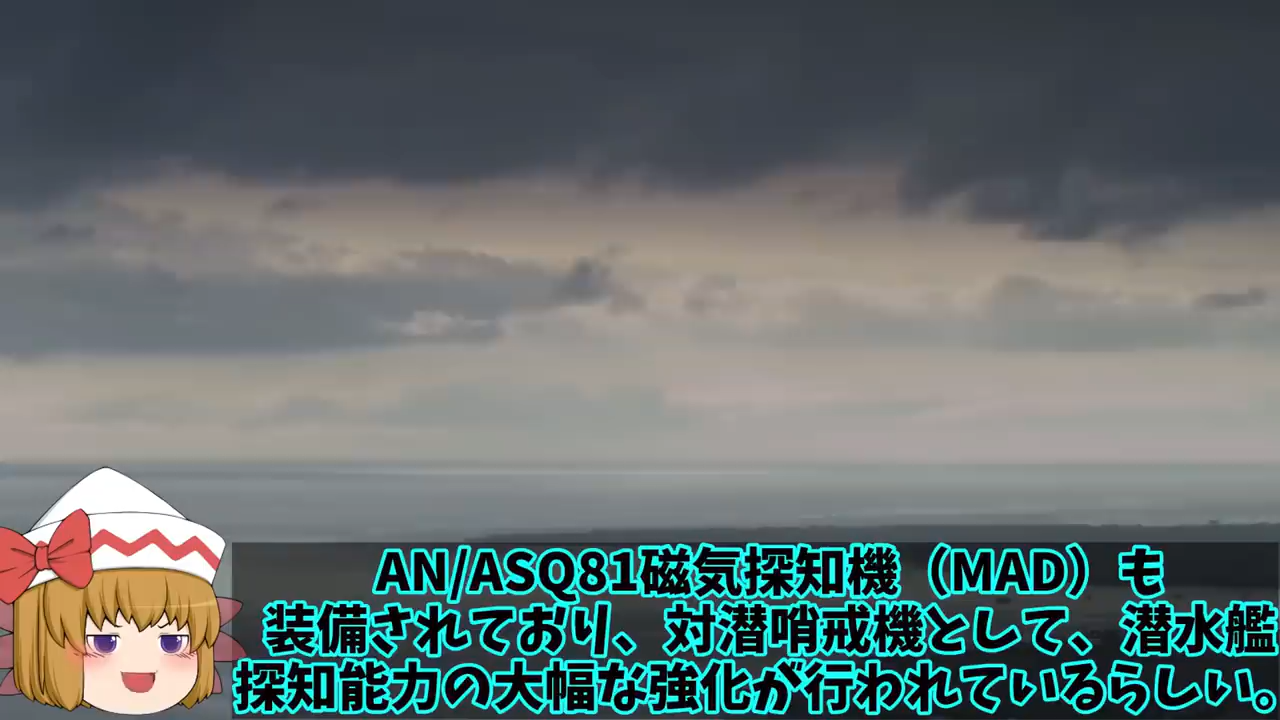 AN/ASQ81磁気探知機（MAD）も
装備されており、対潜哨戒機として、潜水艦
探知能力の大幅な強化が行われているらしい。